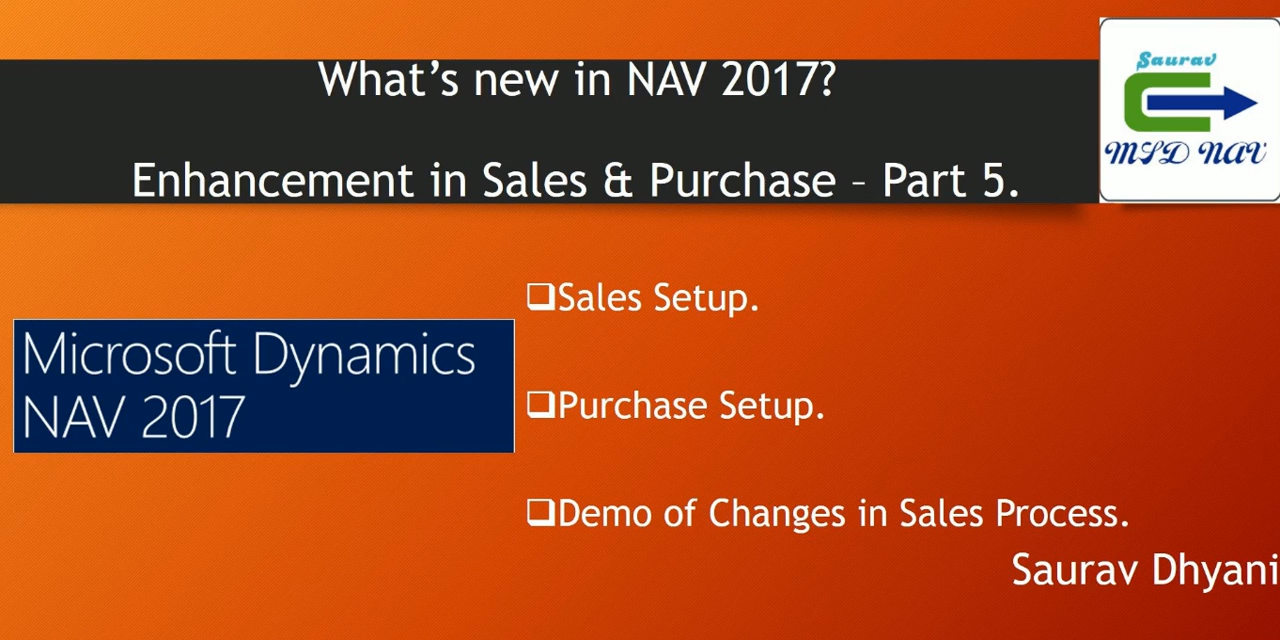 What's new in NAV 2017?
Enhancement in Sales & Purchase – Part 5.
Saurav
MSD NAV
❑Sales Setup.
Microsoft Dynamics
NAV 2017
❑Purchase Setup.
❑Demo of Changes in Sales Process.
Saurav Dhyani